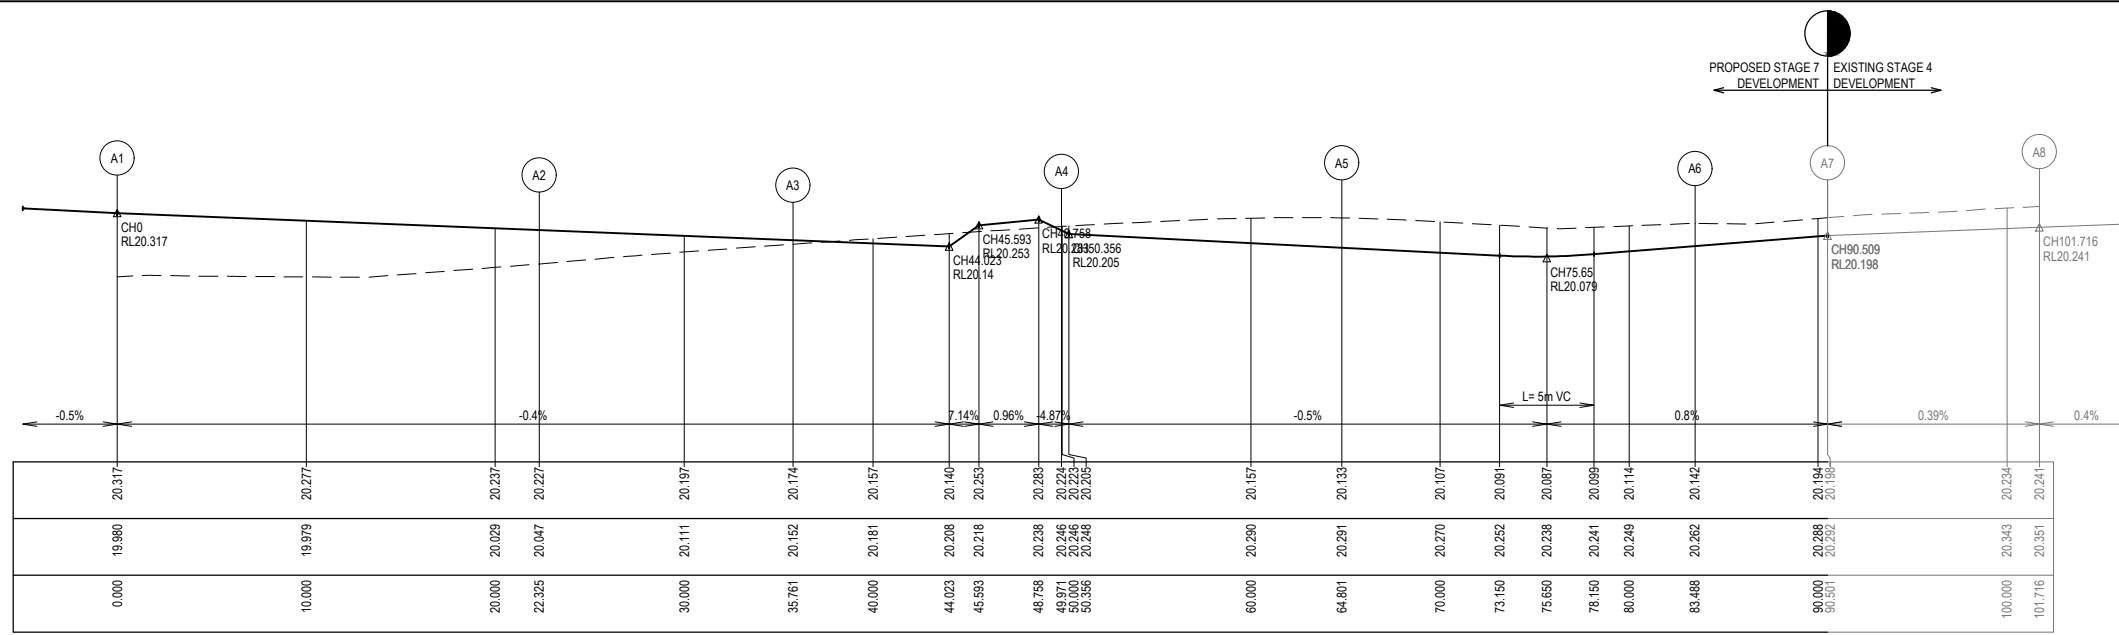 PROPOSED STAGE 7
DEVELOPMENT
EXISTING STAGE 4
DEVELOPMENT
A1
A2
A3
A4
A5
A6
A7
A8
CH0
RL20.317
CH44.023
RL20.14
CH45.593
RL20.253
CH48.758
RL20.283
CH50.356
RL20.205
CH75.65
RL20.079
CH90.509
RL20.198
CH101.716
RL20.241
L= 5m VC
-0.5%
-0.4%
7.14%
0.96%
-4.87%
-0.5%
0.8%
0.39%
0.4%
20.317 20.277 20.237 20.227 20.197 20.174 20.157 20.140 20.253 20.283 20.224 20.223 20.205 20.157 20.133 20.107 20.091 20.087 20.099 20.114 20.142 20.194 20.198 20.234 20.241
19.980 19.979 20.029 20.047 20.111 20.152 20.181 20.208 20.218 20.238 20.246 20.246 20.248 20.290 20.291 20.270 20.252 20.238 20.241 20.249 20.262 20.288 20.292 20.343 20.351
0.000 10.000 20.000 22.325 30.000 35.761 40.000 44.023 45.593 48.758 49.971 50.000 50.356 60.000 64.801 70.000 73.150 75.650 78.150 80.000 83.488 90.000 90.501 100.000 101.716